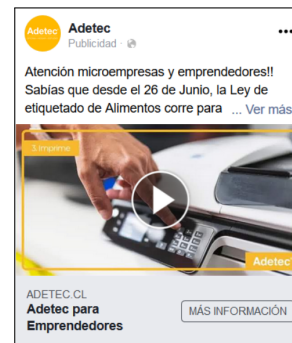 Adetec
Adetec
Publicidad ·
Atención microempresas y emprendedores!!
Sabías que desde el 26 de Junio, la Ley de
etiquetado de Alimentos corre para ... Ver más
3. Imprime
Adetec
ADETEC.CL
Adetec para
Emprendedores
MÁS INFORMACIÓN